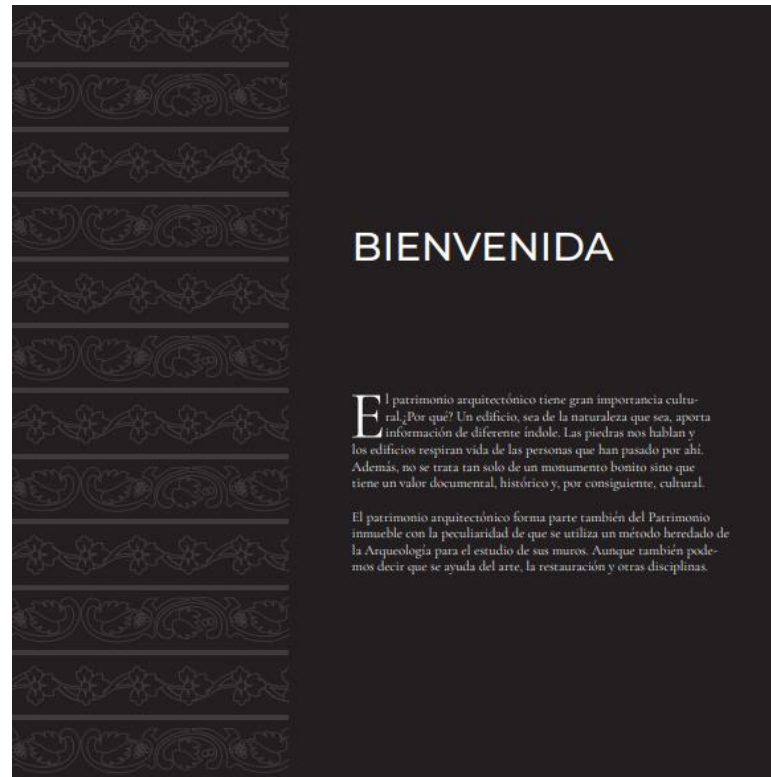 BIENVENIDA
El patrimonio arquitectónico tiene gran importancia cultu-
ral.¿Por qué? Un edificio, sea de la naturaleza que sea, aporta
información de diferente índole. Las piedras nos hablan y
los edificios respiran vida de las personas que han pasado por ahí.
Además, no se trata tan solo de un monumento bonito sino que
tiene un valor documental, histórico y, por consiguiente, cultural.
El patrimonio arquitectónico forma parte también del Patrimonio
inmueble con la peculiaridad de que se utiliza un método heredado de
la Arqueología para el estudio de sus muros. Aunque también pode-
mos decir que se ayuda del arte, la restauración y otras disciplinas.